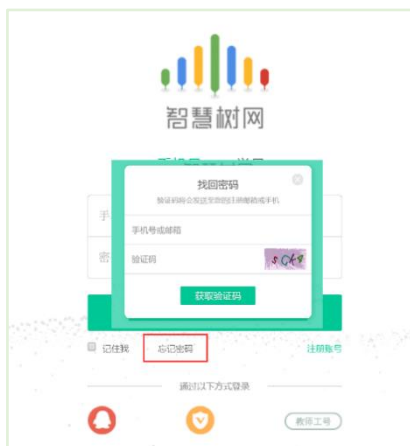 智慧树网
找回密码
验证码将会发送至您的注册邮箱或手机
手机号或邮箱
验证码
获取验证码
记住我 忘记密码 注册账号
通过以下方式登录
教师工号